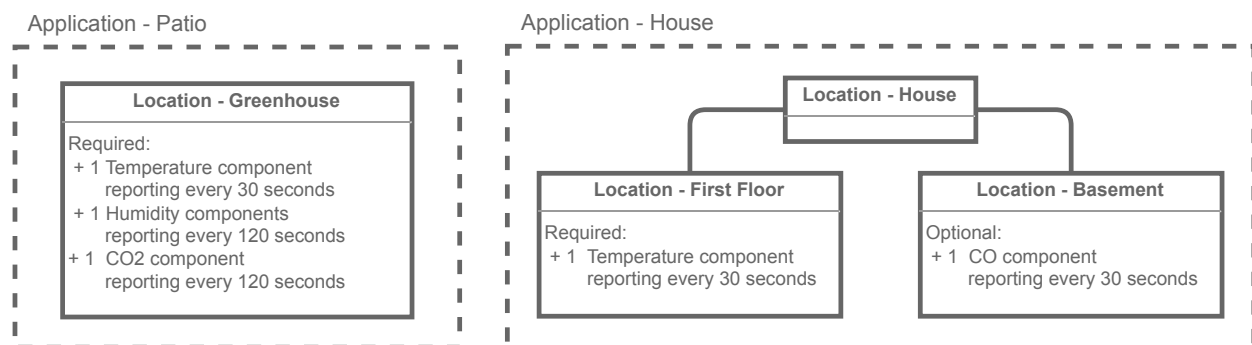 Application - Patio
Location - Greenhouse
Required:
+ 1 Temperature component
reporting every 30 seconds
+ 1 Humidity components
reporting every 120 seconds
+ 1 CO2 component
reporting every 120 seconds
Application - House
Location - House
Location - First Floor
Required:
+ 1 Temperature component
reporting every 30 seconds
Location - Basement
Optional:
+ 1 CO component
reporting every 30 seconds